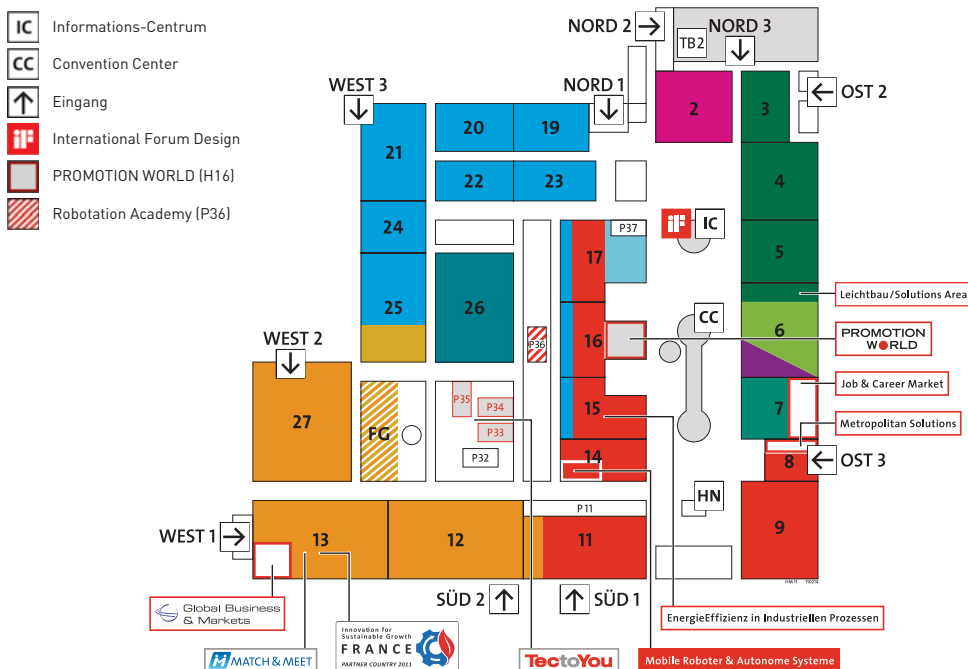 IC Informations-Centrum
CC Convention Center
Eingang
iF International Forum Design
PROMOTION WORLD (H16)
Robotation Academy (P36)
NORD 2
TB2
NORD 3
WEST 3
NORD 1
OST 2
20
19
2
3
21
22
23
4
24
P37
iF
IC
17
5
25
26
Leichtbau/Solutions Area
CC
6
P36
16
PROMOTION
WORLD
WEST 2
Job & Career Market
27
FG
P35
P34
P33
P32
15
7
Metropolitan Solutions
14
8
OST 3
HN
9
WEST 1
13
12
P11
11
HM 11 110214
SÜD 2
SÜD 1
Global Business
& Markets
EnergieEffizienz in Industriellen Prozessen
MATCH & MEET
Innovation for
Sustainable Growth
FRANCE
PARTNER COUNTRY 2011
TectoYou
Mobile Roboter & Autonome Systeme